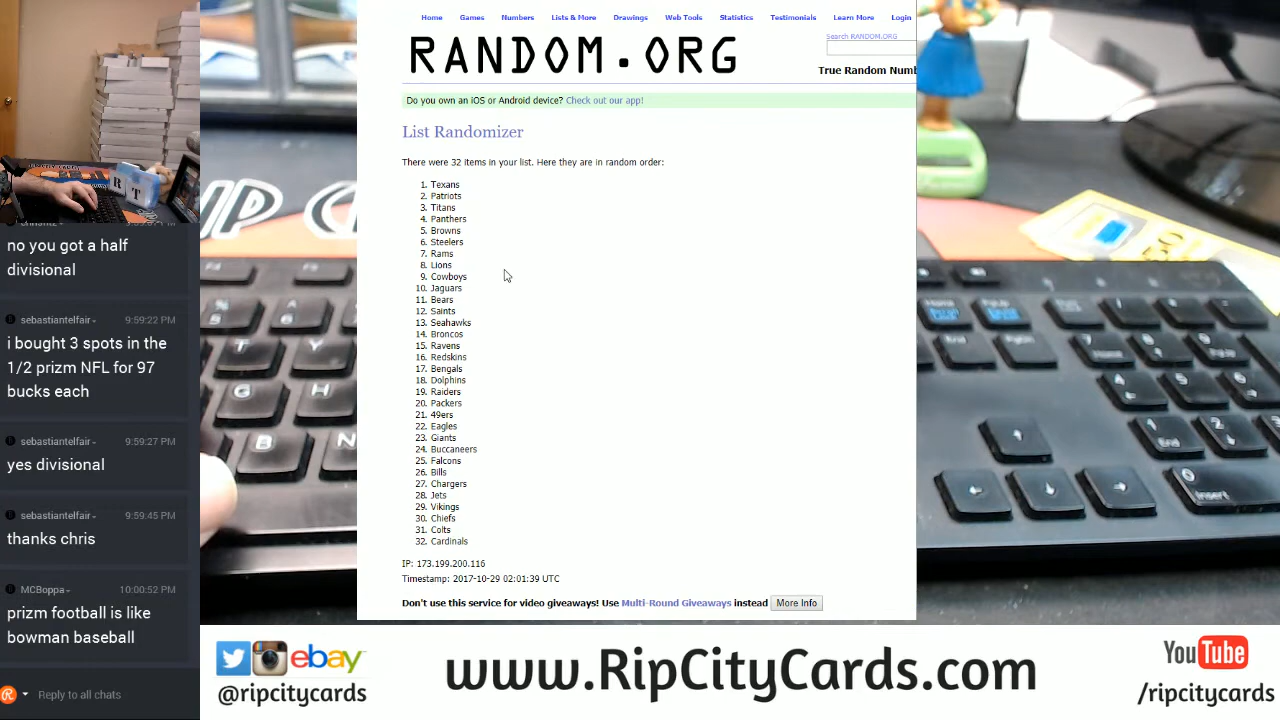 Home Games Numbers Lists & More Drawings Web Tools Statistics Testimonials Learn More Login
RANDOM.ORG
Search RANDOM.ORG
True Random Numb
Do you own an iOS or Android device? Check out our app!
List Randomizer
There were 32 items in your list. Here they are in random order:
1. Texans
2. Patriots
3. Titans
4. Panthers
5. Browns
6. Steelers
7. Rams
8. Lions
9. Cowboys
10. Jaguars
11. Bears
12. Saints
13. Seahawks
14. Broncos
15. Ravens
16. Redskins
17. Bengals
18. Dolphins
19. Raiders
20. Packers
21. 49ers
22. Eagles
23. Giants
24. Buccaneers
25. Falcons
26. Bills
27. Chargers
28. Jets
29. Vikings
30. Chiefs
31. Colts
32. Cardinals
IP: 173.199.200.116
Timestamp: 2017-10-29 02:01:39 UTC
Don't use this service for video giveaways! Use Multi-Round Giveaways instead More Info
no you got a half
divisional
sebastiantelfair 9:59:22 PM
i bought 3 spots in the
1/2 prizm NFL for 97
bucks each
sebastiantelfair 9:59:27 PM
yes divisional
sebastiantelfair 9:59:45 PM
thanks chris
MCBoppa 10:00:52 PM
prizm football is like
bowman baseball
Reply to all chats
R T
IP C
T Y
G H
B N
Home
End
Insert
ebay
@ripcitycards
www.RipCityCards.com
YouTube
/ripcitycards